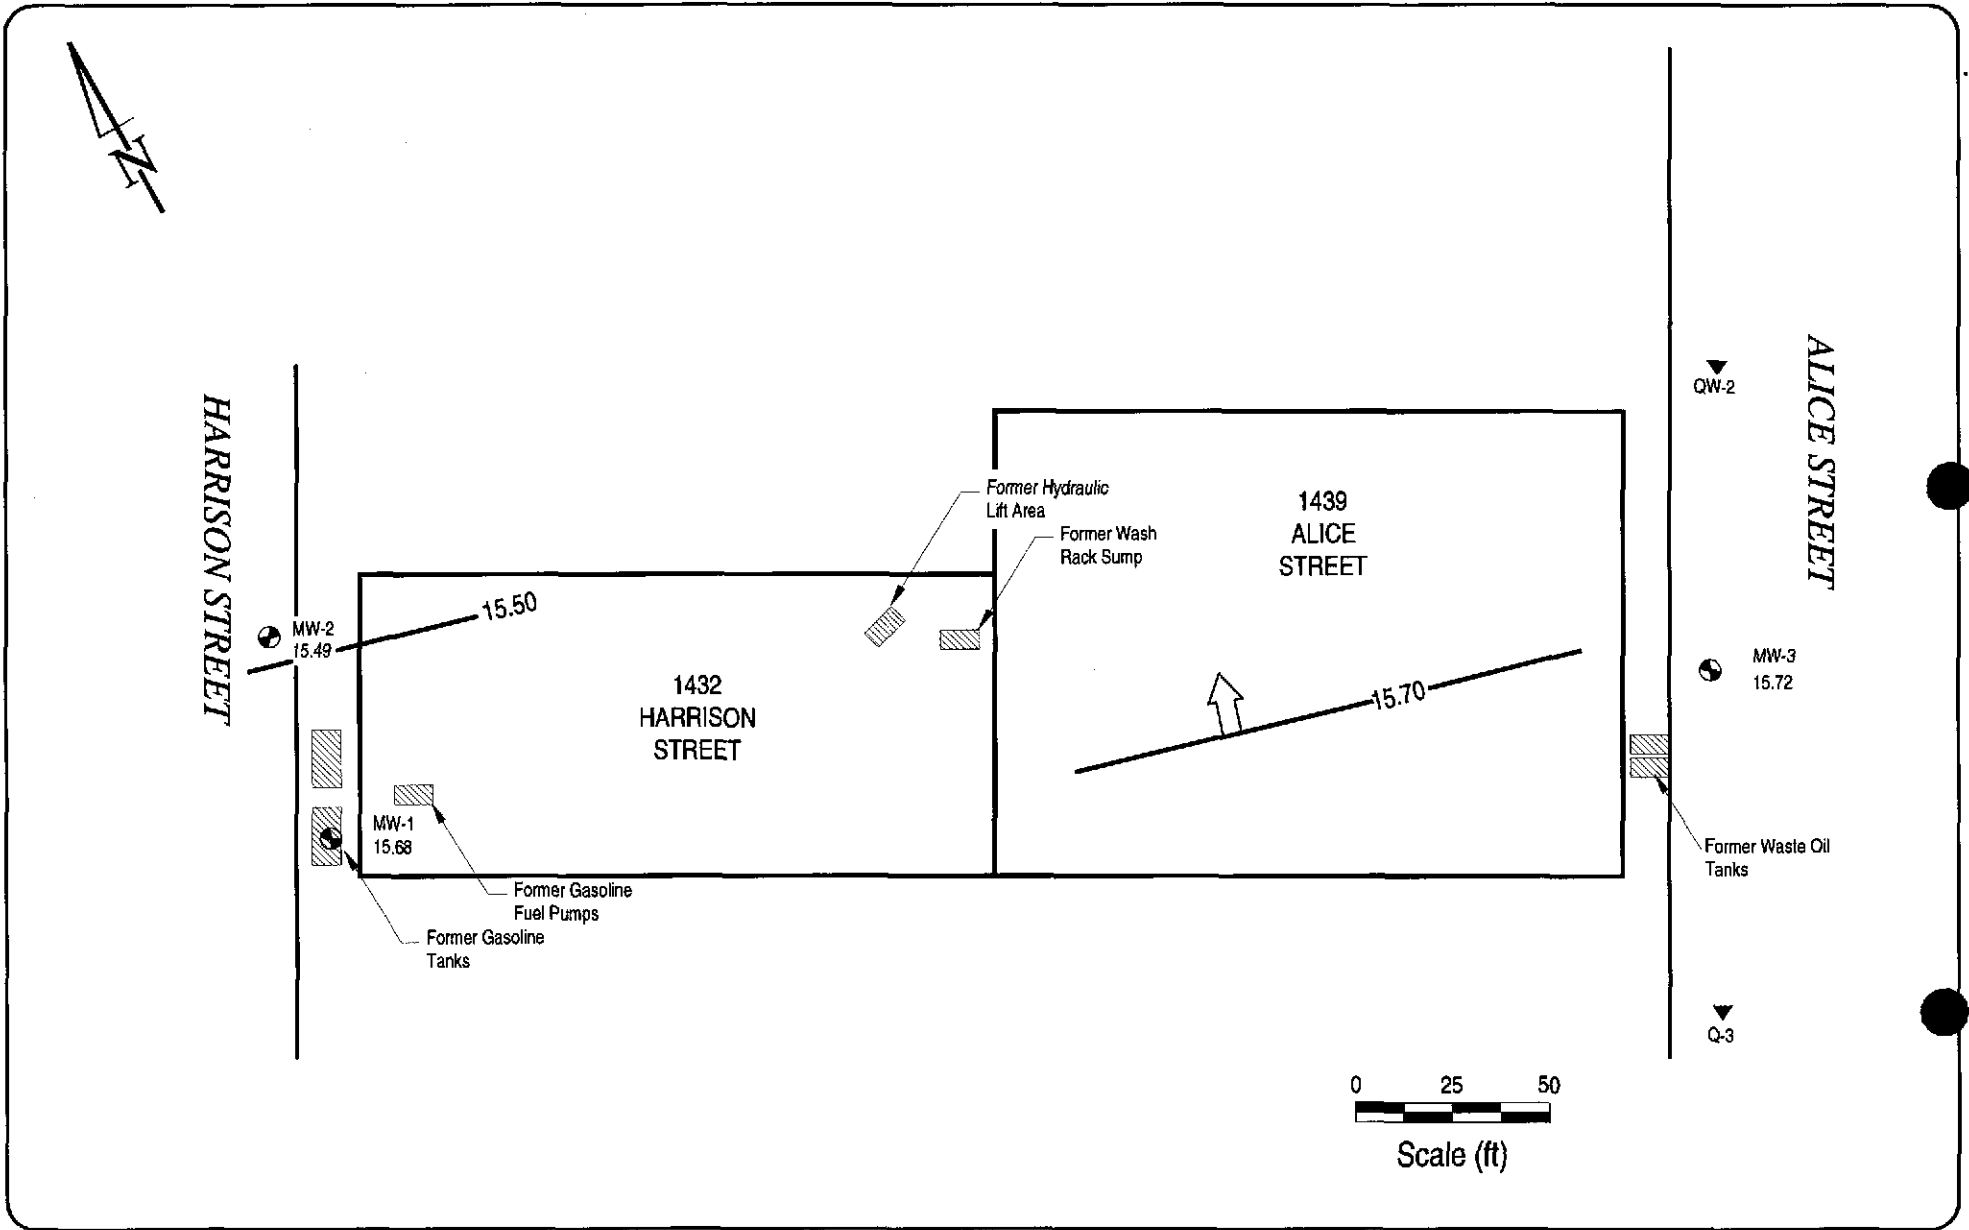 N
HARRISON STREET
ALICE STREET
QW-2
Former Hydraulic
Lift Area
Former Wash
Rack Sump
1439
ALICE
STREET
15.50
MW-2
15.49
MW-3
15.72
1432
HARRISON
STREET
15.70
MW-1
15.68
Former Waste Oil
Tanks
Former Gasoline
Fuel Pumps
Former Gasoline
Tanks
Q-3
0 25 50
Scale (ft)